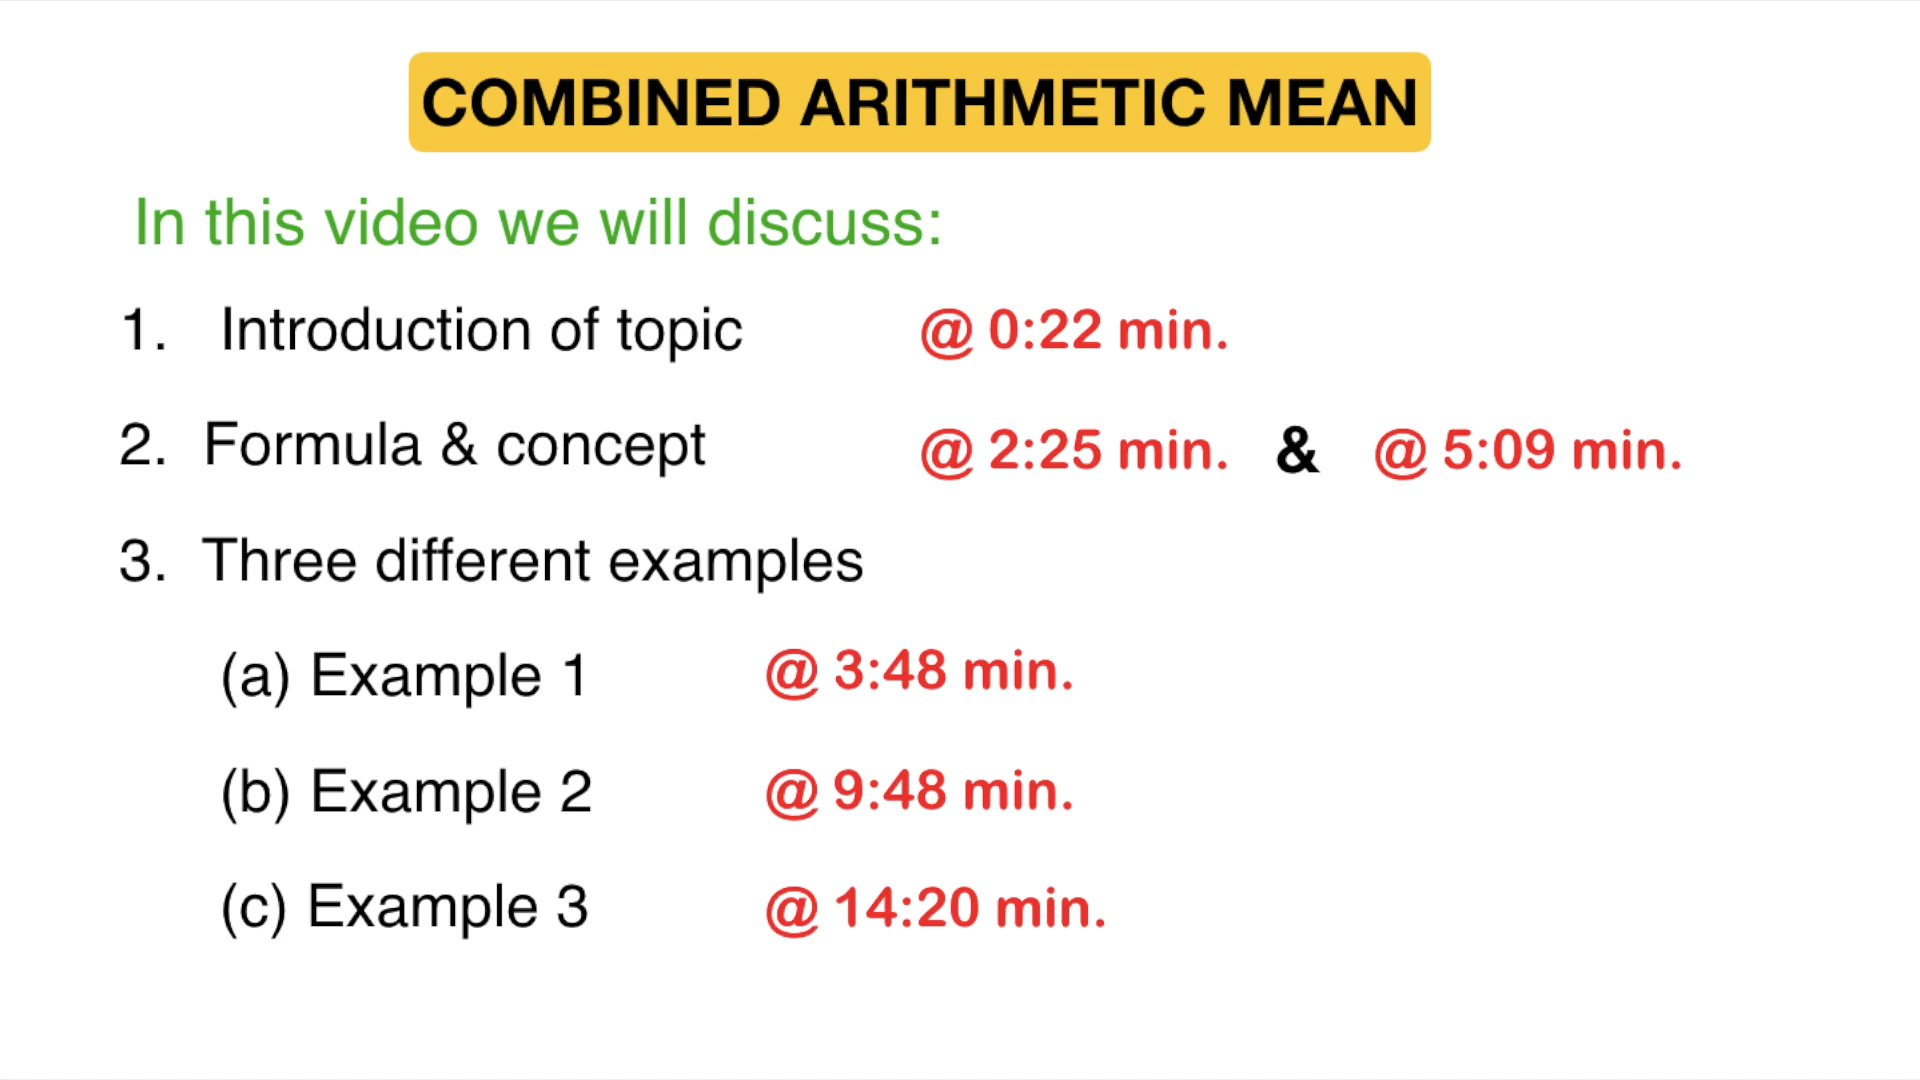 COMBINED ARITHMETIC MEAN
In this video we will discuss:
1. Introduction of topic @ 0:22 min.
2. Formula & concept @ 2:25 min. & @ 5:09 min.
3. Three different examples
(a) Example 1 @ 3:48 min.
(b) Example 2 @ 9:48 min.
(c) Example 3 @ 14:20 min.